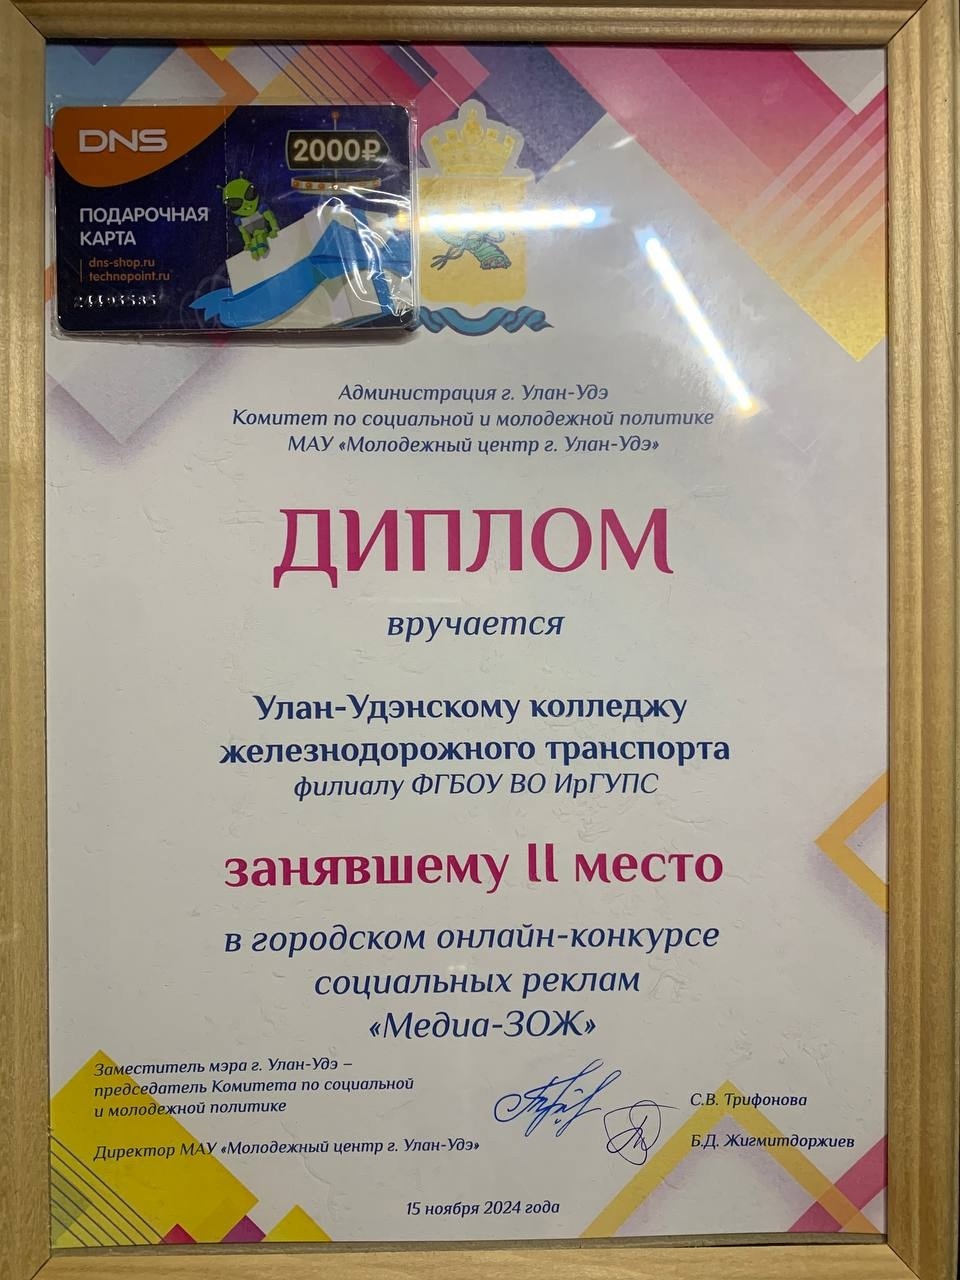 DNS
2000₽
ПОДАРОЧНАЯ
КАРТА
dns-shop.ru
technopoint.ru
24493585
Администрация г. Улан-Удэ
Комитет по социальной и молодежной политике
МАУ «Молодежный центр г. Улан-Удэ»
ДИПЛОМ
вручается
Улан-Удэнскому колледжу
железнодорожного транспорта
филиалу ФГБОУ ВО ИрГУПС
занявшему II место
в городском онлайн-конкурсе
социальных реклам
«Медиа-ЗОЖ»
Заместитель мэра г. Улан-Удэ –
председатель Комитета по социальной
и молодежной политике
С.В. Трифонова
Директор МАУ «Молодежный центр г. Улан-Удэ»
Б.Д. Жигмитдоржиев
15 ноября 2024 года